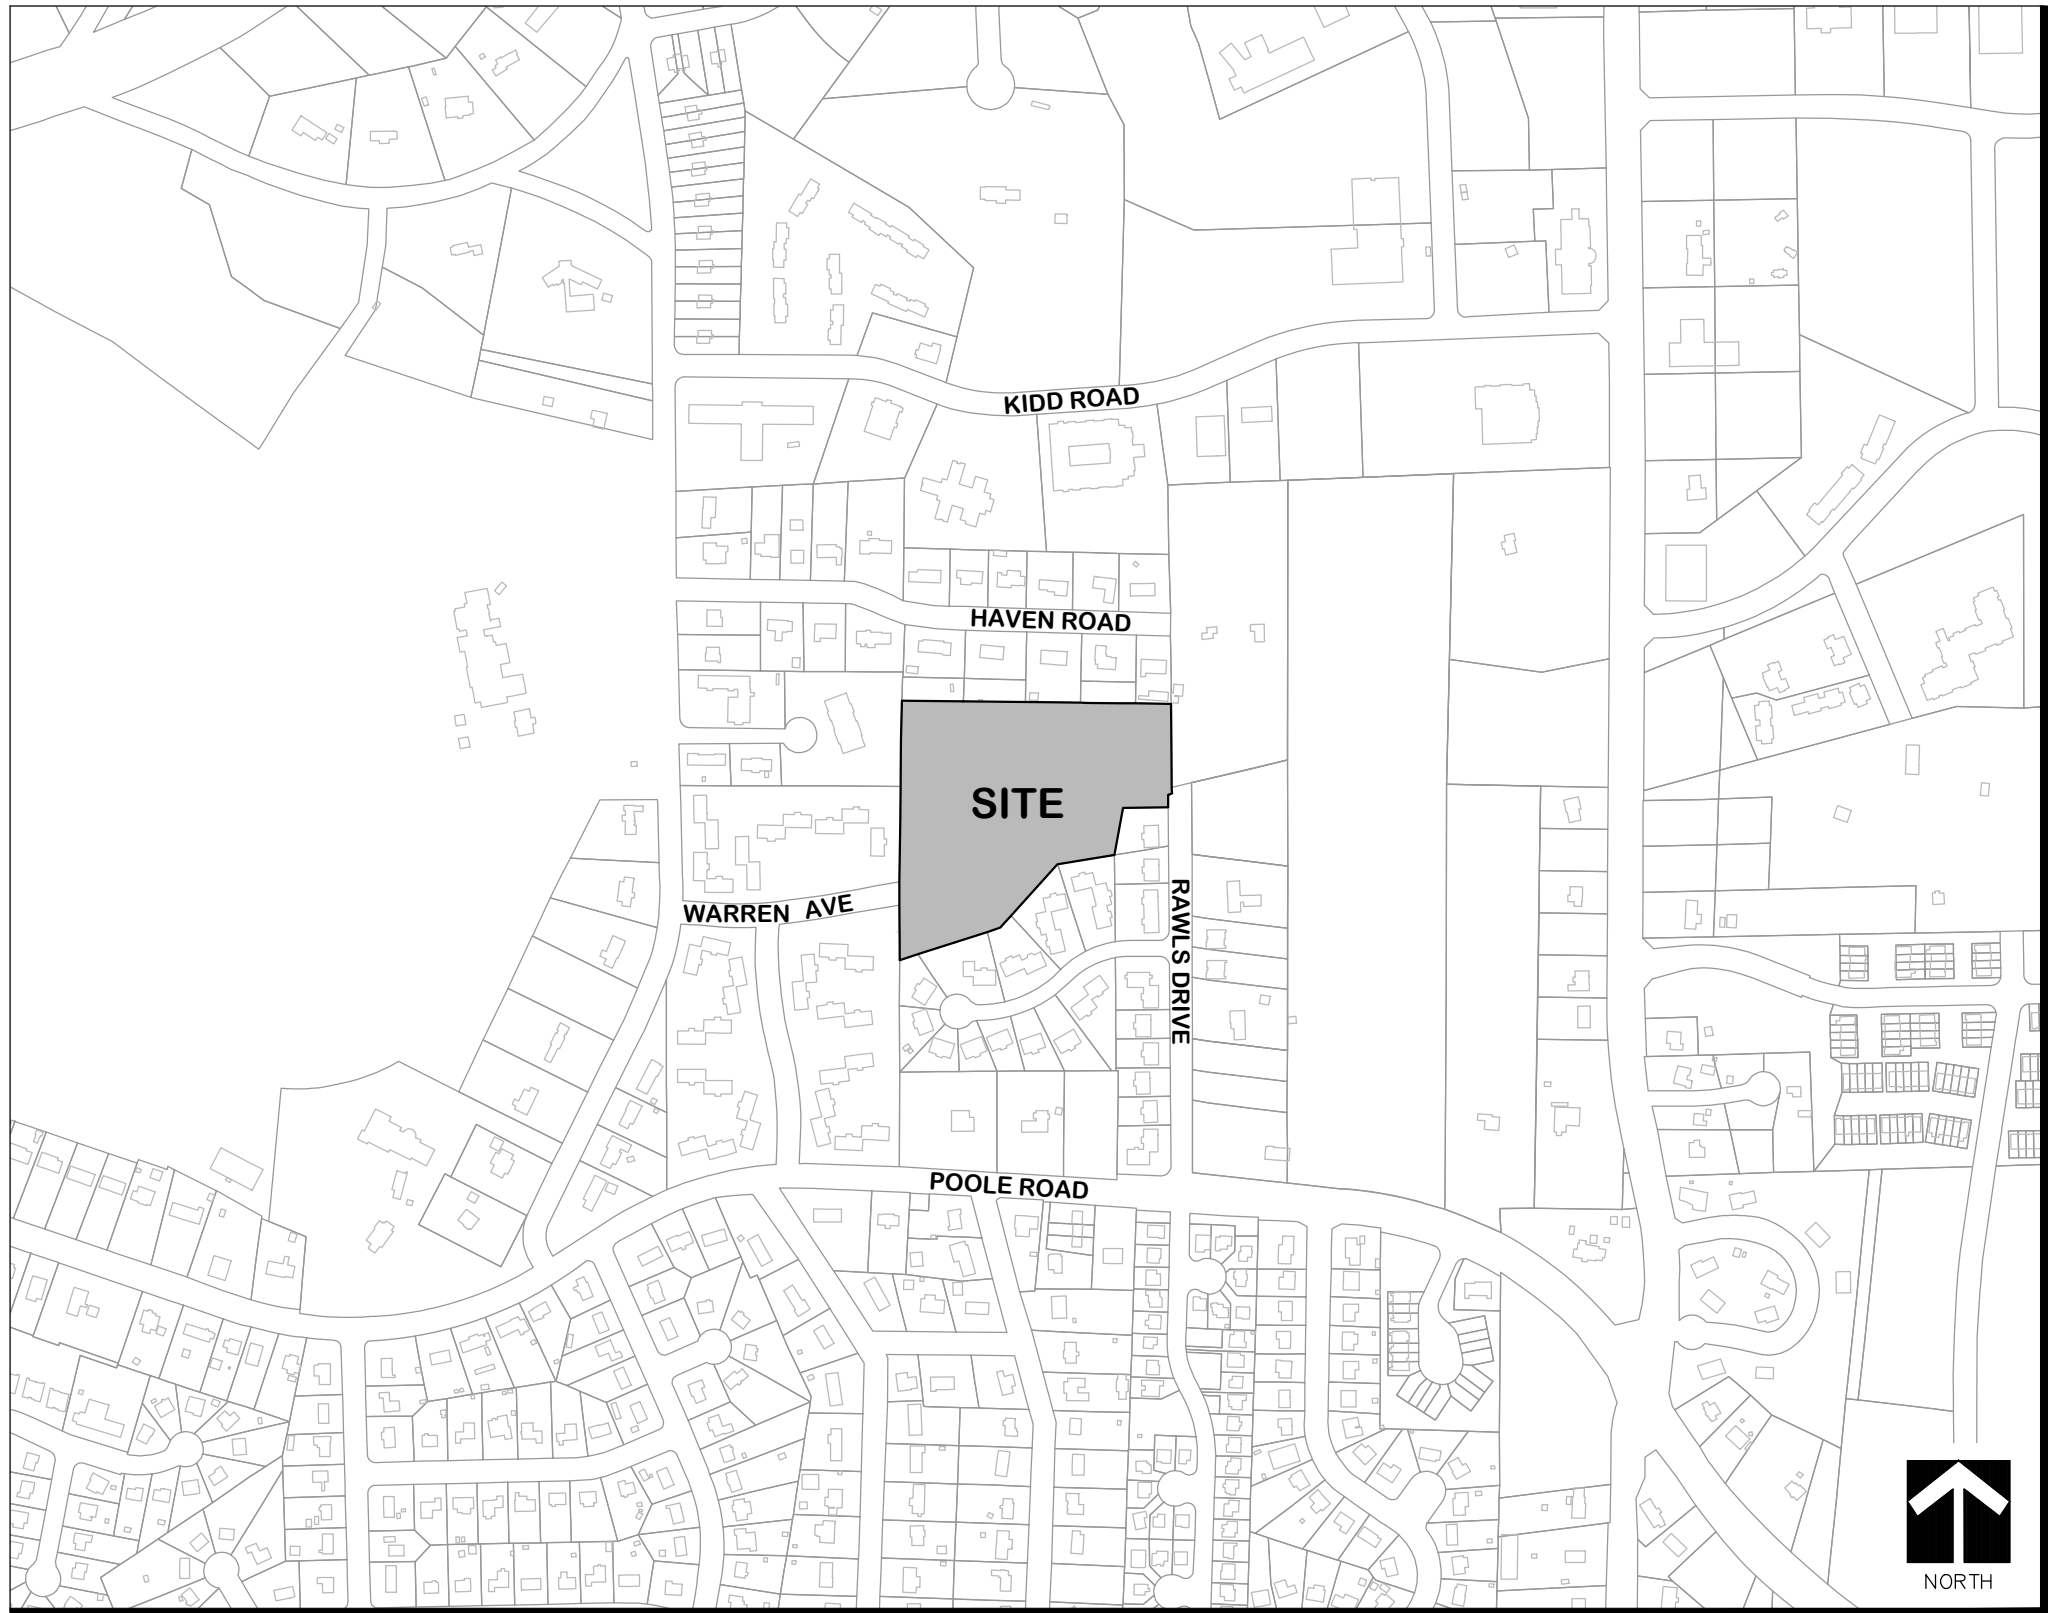 KIDD ROAD
HAVEN ROAD
SITE
WARREN AVE
RAWLS DRIVE
POOLE ROAD
NORTH